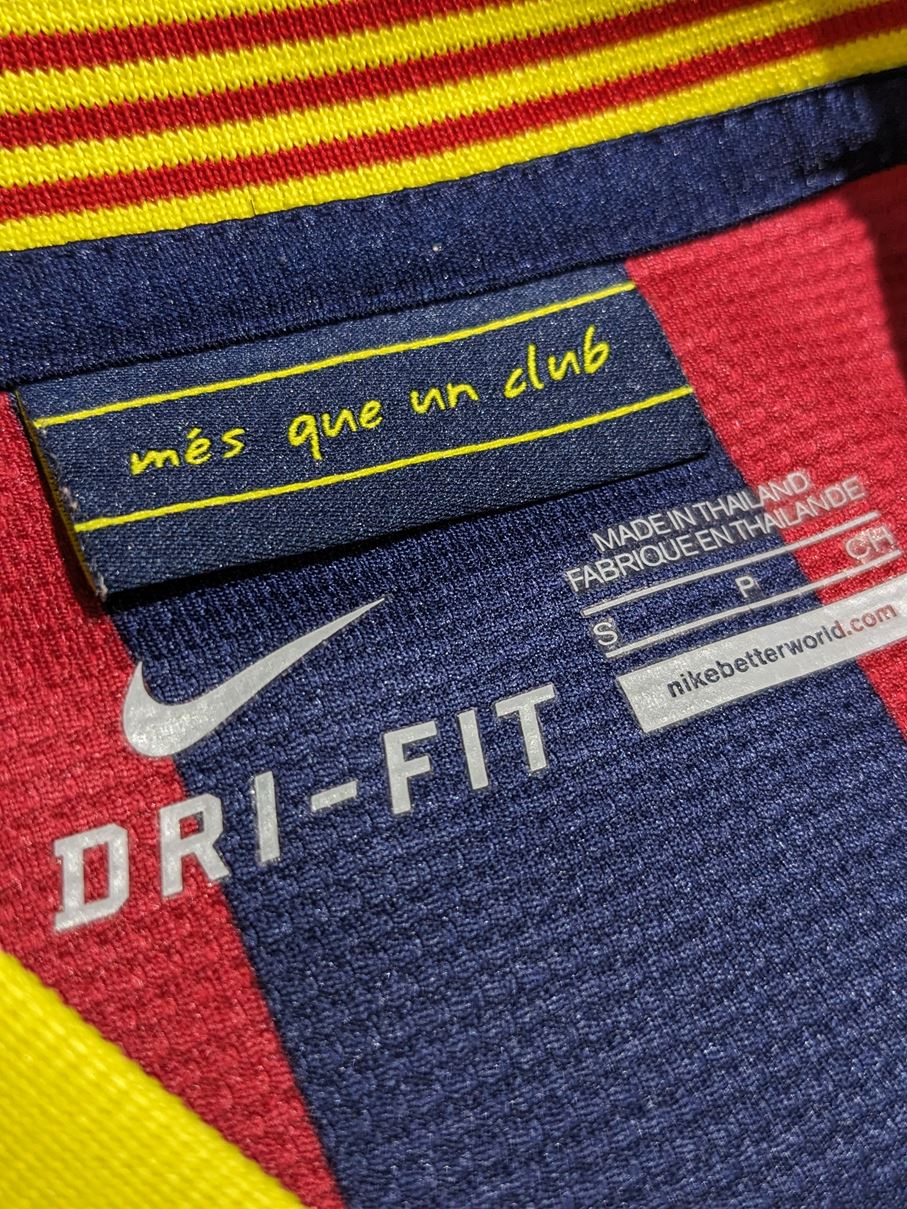 més que un club
MADE IN THAILAND
FABRIQUE EN THAILANDE
S P CH
nikebetterworld.com
DRI-FIT